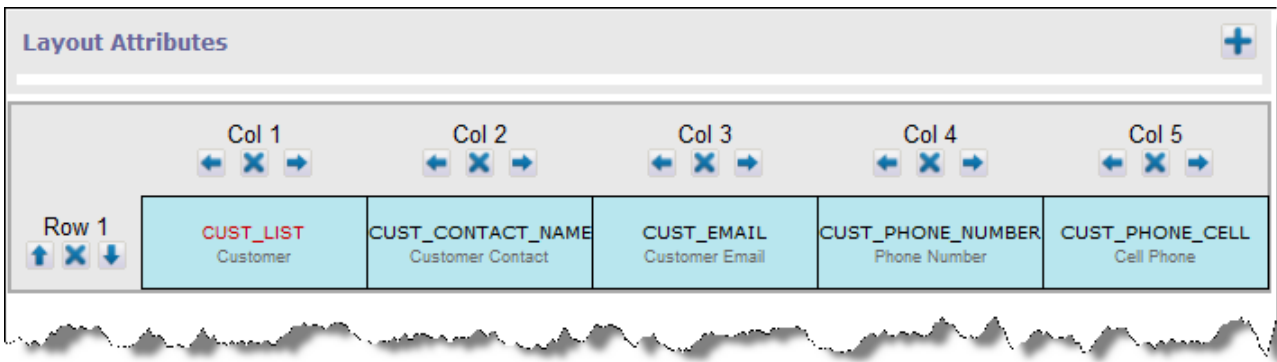 Layout Attributes
Col 1 Col 2 Col 3 Col 4 Col 5
Row 1
CUST_LIST CUST_CONTACT_NAME CUST_EMAIL CUST_PHONE_NUMBER CUST_PHONE_CELL
Customer Customer Contact Customer Email Phone Number Cell Phone